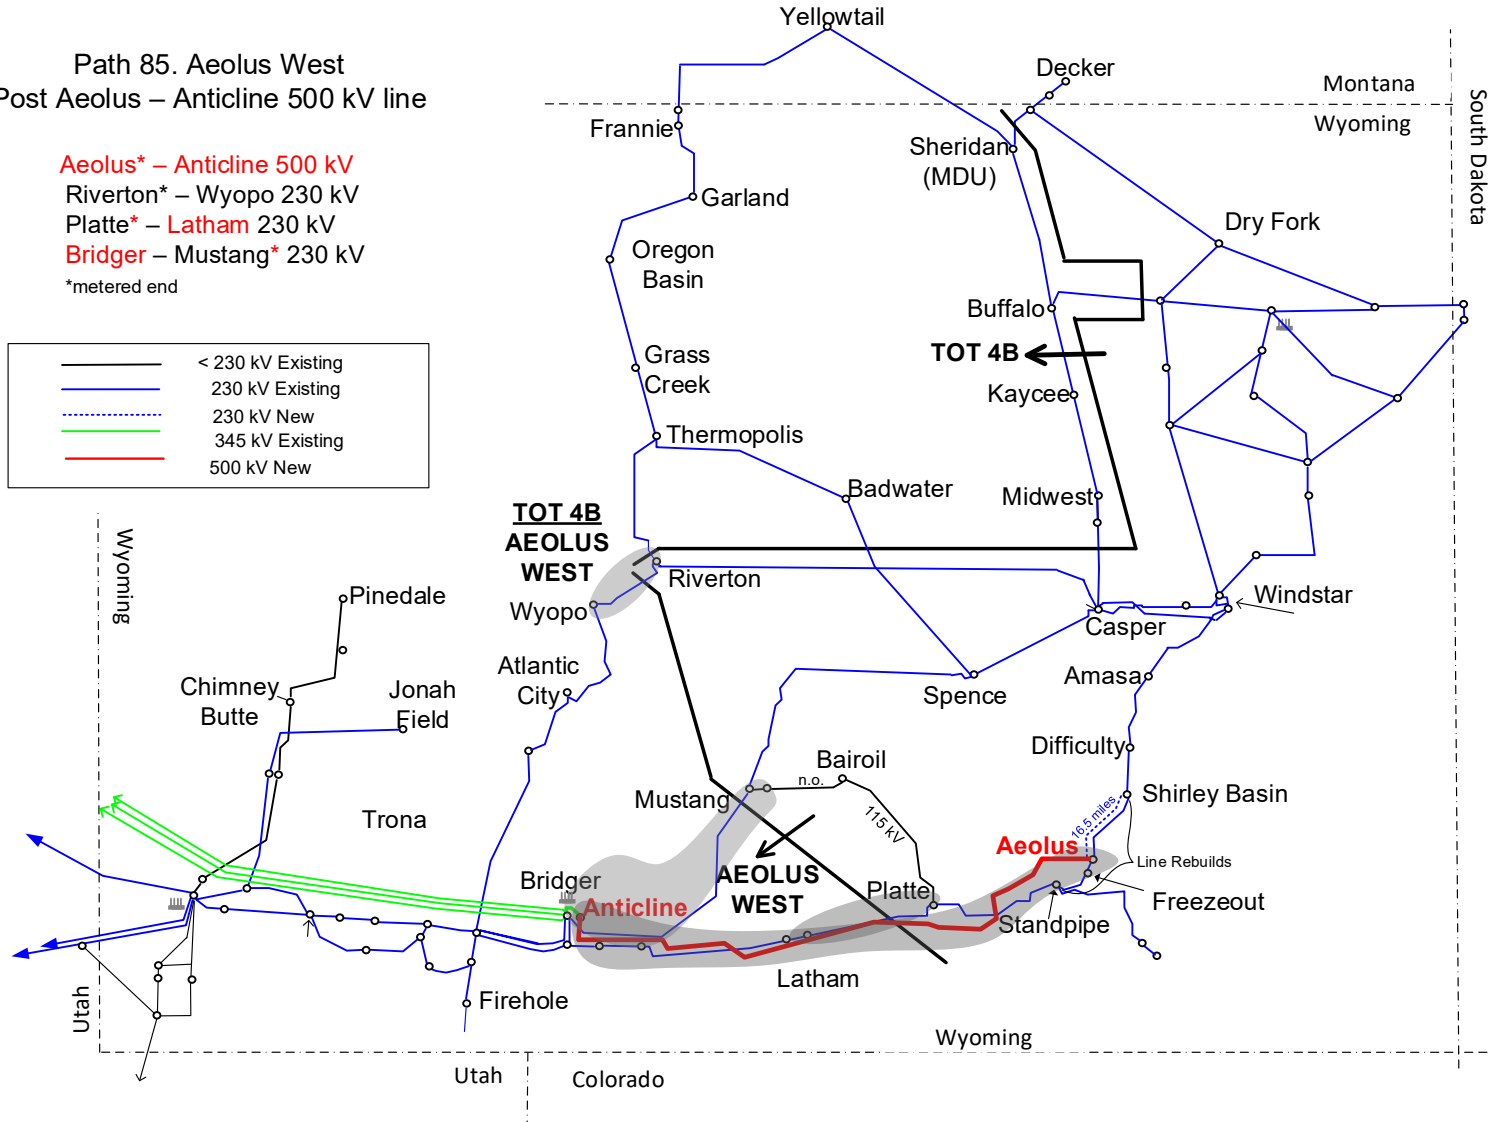 Path 85. Aeolus West
Post Aeolus – Anticline 500 kV line
Aeolus* – Anticline 500 kV
Riverton* – Wyopo 230 kV
Platte* – Latham 230 kV
Bridger – Mustang* 230 kV
*metered end
< 230 kV Existing
230 kV Existing
230 kV New
345 kV Existing
500 kV New
Yellowtail
Decker
Montana
Wyoming
South Dakota
Frannie
Sheridan
(MDU)
Garland
Dry Fork
Oregon
Basin
Buffalo
TOT 4B
Grass
Creek
Kaycee
Thermopolis
Badwater
Midwest
TOT 4B
AEOLUS
WEST
Wyoming
Riverton
Pinedale
Wyopo
Windstar
Casper
Atlantic
City
Chimney
Butte
Jonah
Field
Spence
Amasa
Difficulty
Bairoil
n.o.
Mustang
Shirley Basin
Trona
115 kV
16.5 miles
Aeolus
Line Rebuilds
AEOLUS
WEST
Bridger
Platte
Anticline
Freezeout
Standpipe
Latham
Firehole
Utah
Wyoming
Utah
Colorado